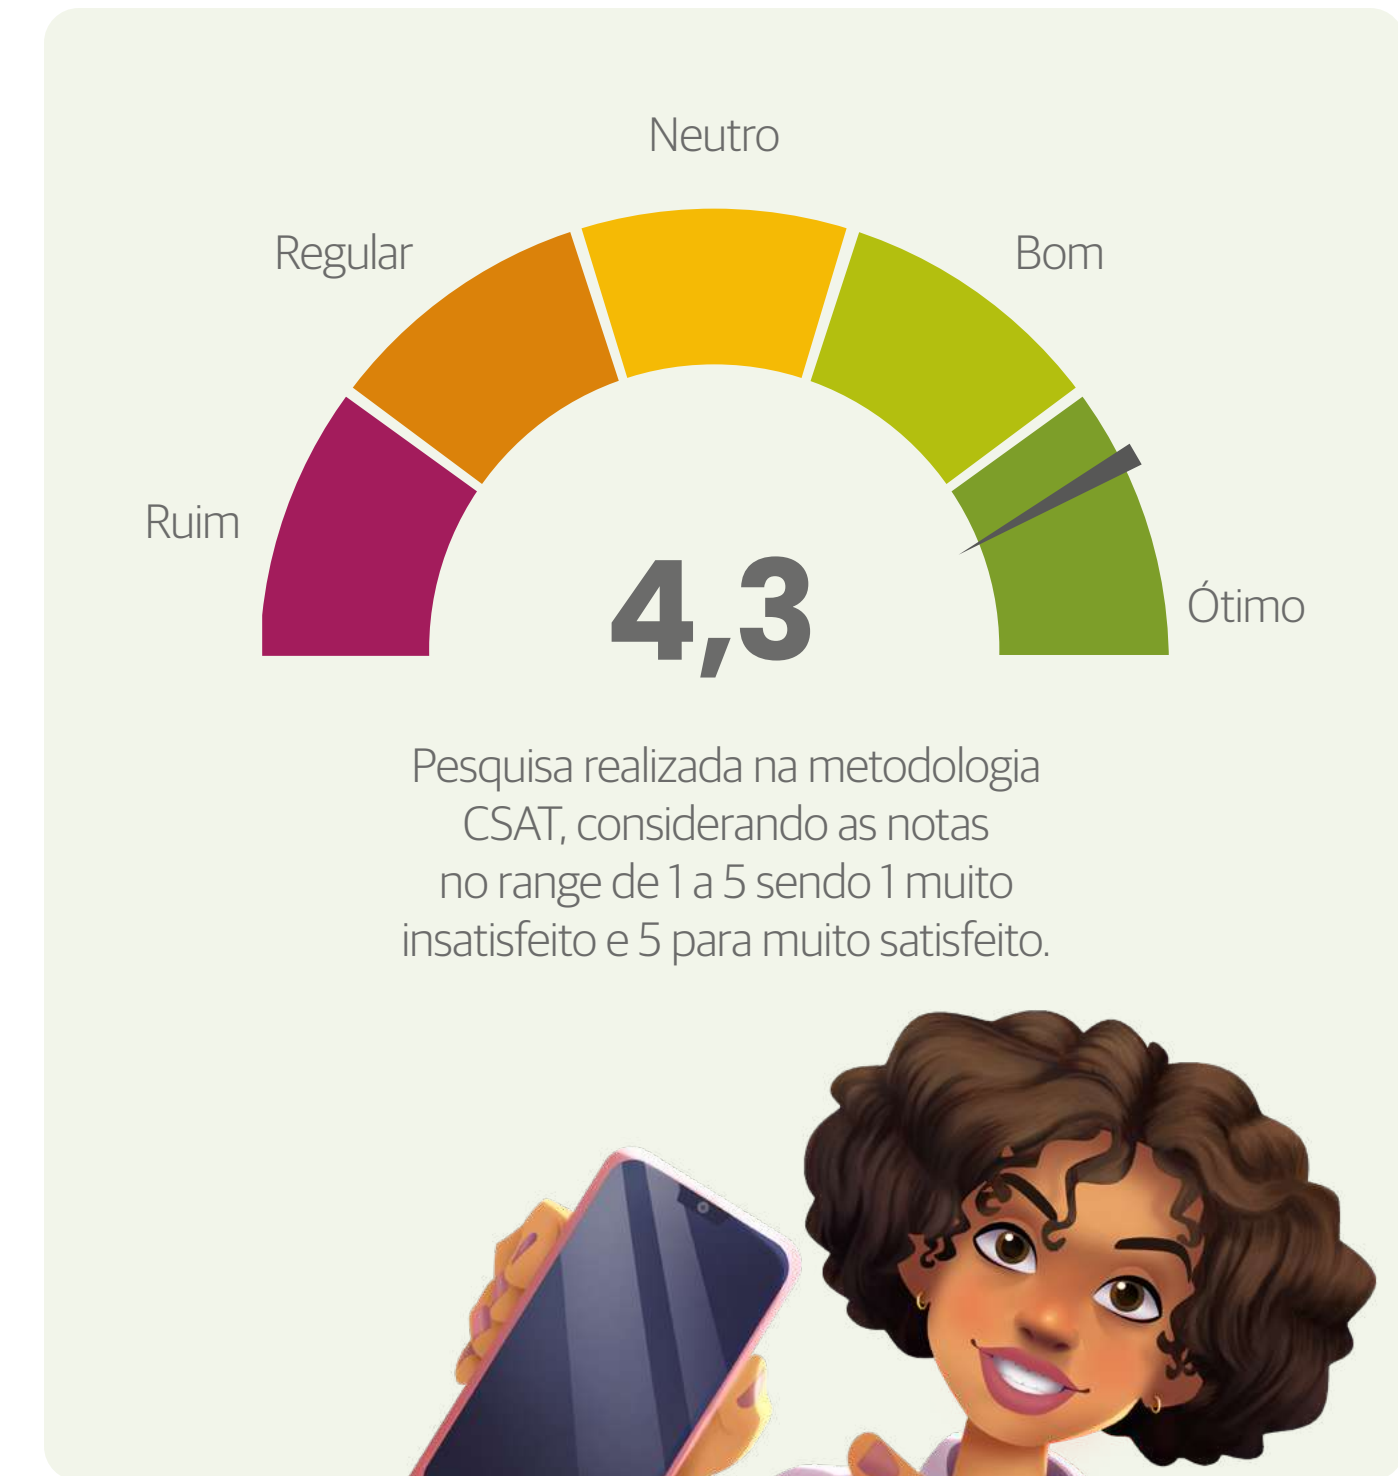 Neutro
Regular
Bom
Ruim
Ótimo
4,3
Pesquisa realizada na metodologia
CSAT, considerando as notas
no range de 1 a 5 sendo 1 muito
insatisfeito e 5 para muito satisfeito.